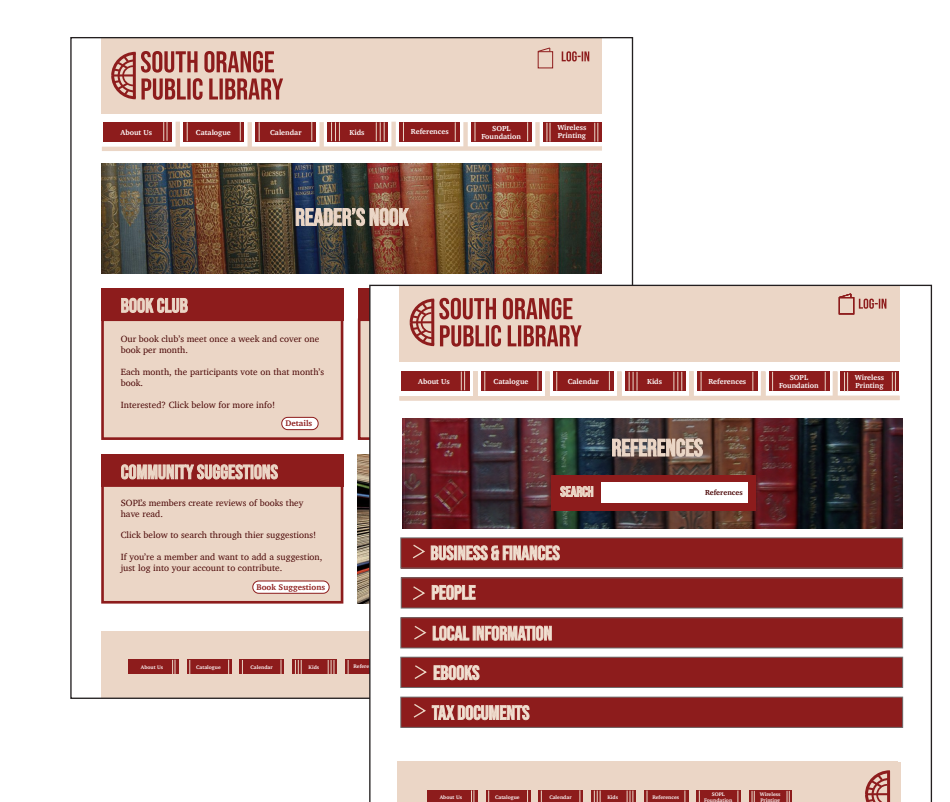 SOUTH ORANGE
PUBLIC LIBRARY
LOG-IN
About Us
Catalogue
Calendar
Kids
References
SOPL
Foundation
Wireless
Printing
READER'S NOOK
BOOK CLUB
Our book club's meet once a week and cover one
book per month.
Each month, the participants vote on that month's
book.
Interested? Click below for more info!
Details
COMMUNITY SUGGESTIONS
SOPL's members create reviews of books they
have read.
Click below to search through thier suggestions!
If you're a member and want to add a suggestion,
just log into your account to contribute.
Book Suggestions
About Us
Catalogue
Calendar
Kids
SOUTH ORANGE
PUBLIC LIBRARY
LOG-IN
About Us
Catalogue
Calendar
Kids
References
SOPL
Foundation
Wireless
Printing
REFERENCES
SEARCH
References
> BUSINESS & FINANCES
> PEOPLE
> LOCAL INFORMATION
> EBOOKS
> TAX DOCUMENTS
About Us
Catalogue
Calendar
Kids
References
SOPL
Foundation
Wireless
Printing